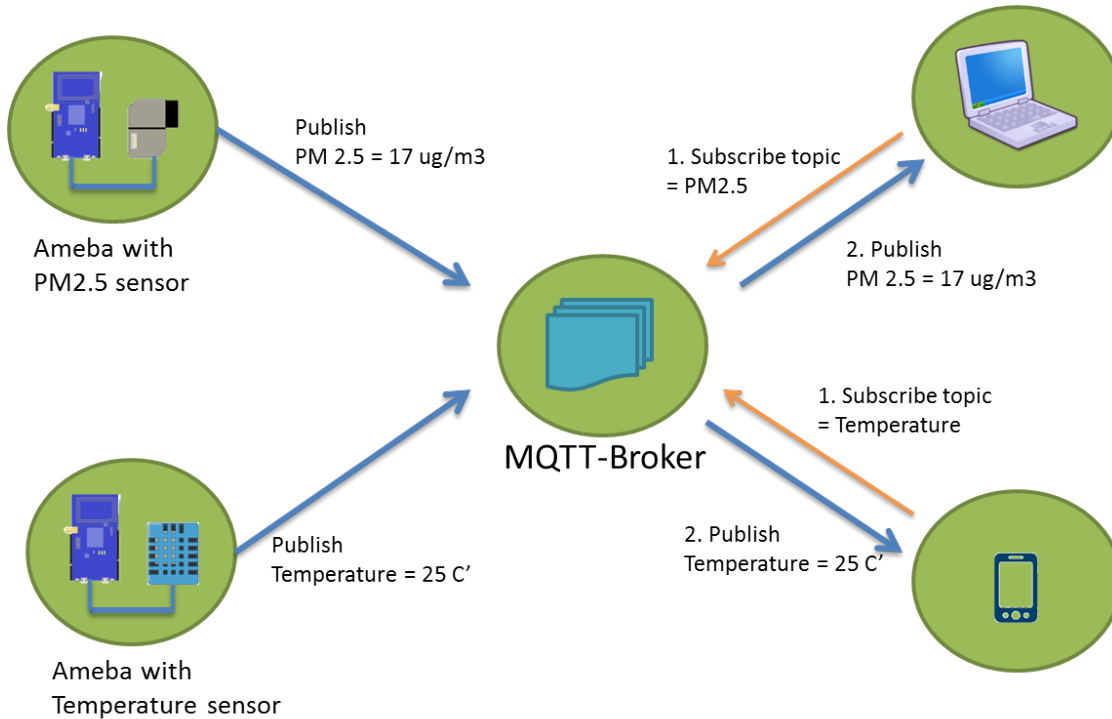 Publish
PM 2.5 = 17 ug/m3
1. Subscribe topic
= PM2.5
Ameba with
PM2.5 sensor
2. Publish
PM 2.5 = 17 ug/m3
1. Subscribe topic
= Temperature
MQTT-Broker
Publish
Temperature = 25 C’
2. Publish
Temperature = 25 C’
Ameba with
Temperature sensor